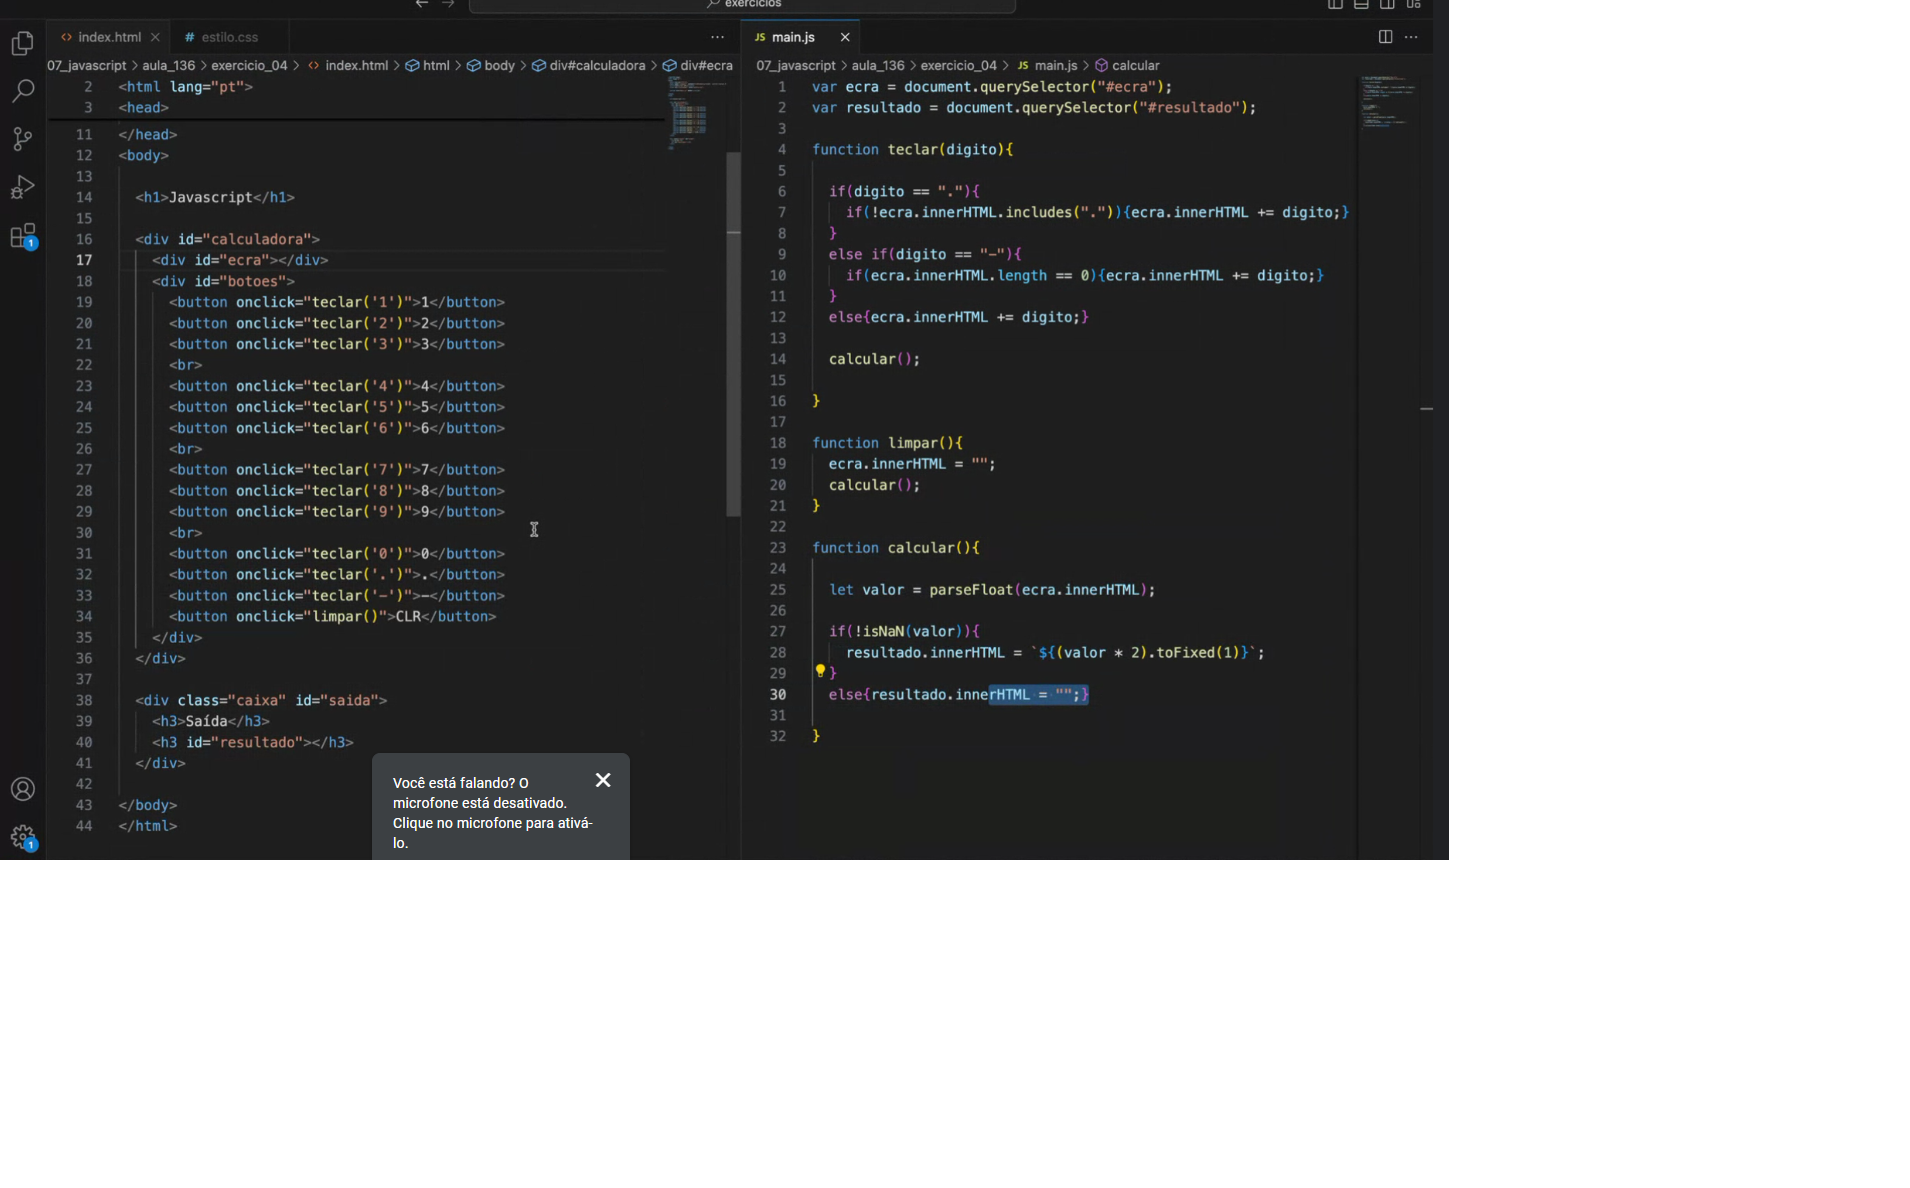 exercicios
index.html
# estilo.css
JS main.js
07_javascript > aula_136 > exercicio_04 > index.html > html > body > div#calculadora > div#ecra
2 <html lang="pt">
3 <head>
11 </head>
12 <body>
13
14 <h1>Javascript</h1>
15
16 <div id="calculadora">
17 <div id="ecra"></div>
18 <div id="botoes">
19 <button onclick="teclar('1')">1</button>
20 <button onclick="teclar('2')">2</button>
21 <button onclick="teclar('3')">3</button>
22 <br>
23 <button onclick="teclar('4')">4</button>
24 <button onclick="teclar('5')">5</button>
25 <button onclick="teclar('6')">6</button>
26 <br>
27 <button onclick="teclar('7')">7</button>
28 <button onclick="teclar('8')">8</button>
29 <button onclick="teclar('9')">9</button>
30 <br>
31 <button onclick="teclar('0')">0</button>
32 <button onclick="teclar('.')">.</button>
33 <button onclick="teclar('-')">-</button>
34 <button onclick="limpar()">CLR</button>
35 </div>
36 </div>
37
38 <div class="caixa" id="saida">
39 <h3>Saída</h3>
40 <h3 id="resultado"></h3>
41 </div>
42
43 </body>
44 </html>
07_javascript > aula_136 > exercicio_04 > JS main.js > calcular
1 var ecra = document.querySelector("#ecra");
2 var resultado = document.querySelector("#resultado");
3
4 function teclar(digito){
5
6 if(digito == "."){
7 if(!ecra.innerHTML.includes(".")){ecra.innerHTML += digito;}
8 }
9 else if(digito == "-"){
10 if(ecra.innerHTML.length == 0){ecra.innerHTML += digito;}
11 }
12 else{ecra.innerHTML += digito;}
13
14 calcular();
15
16 }
17
18 function limpar(){
19 ecra.innerHTML = "";
20 calcular();
21 }
22
23 function calcular(){
24
25 let valor = parseFloat(ecra.innerHTML);
26
27 if(!isNaN(valor)){
28 resultado.innerHTML = `${(valor * 2).toFixed(1)}`;
29 }
30 else{resultado.innerHTML = "";}
31
32 }
1
1
Você está falando? O
microfone está desativado.
Clique no microfone para ativá-
lo.